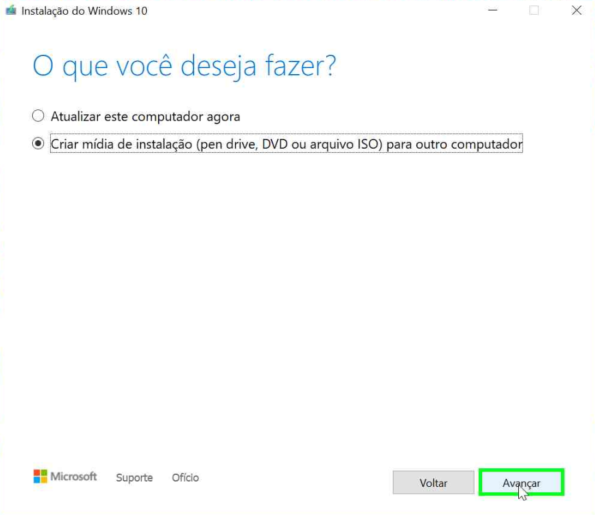 Instalação do Windows 10
O que você deseja fazer?
Atualizar este computador agora
Criar mídia de instalação (pen drive, DVD ou arquivo ISO) para outro computador
Microsoft Suporte Ofício Voltar Avançar